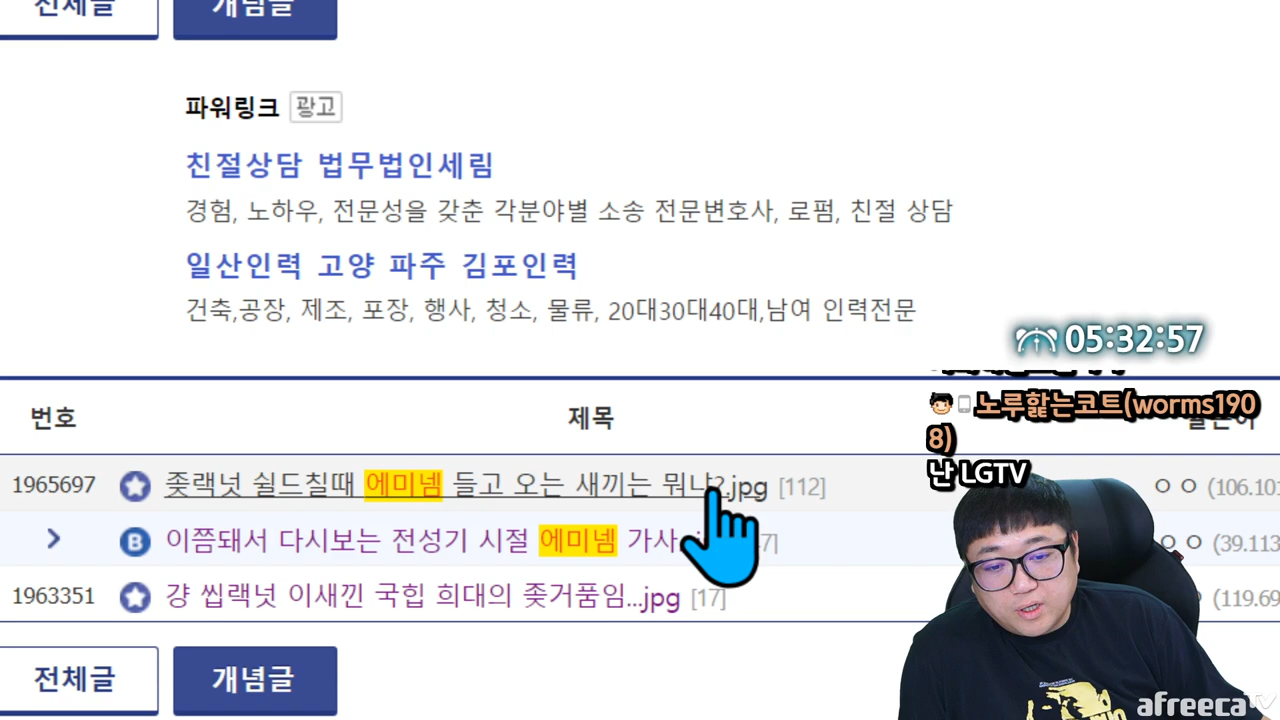 전체글
개념글
파워링크 광고
친절상담 법무법인세림
경험, 노하우, 전문성을 갖춘 각분야별 소송 전문변호사, 로펌, 친절 상담
일산인력 고양 파주 김포인력
건축,공장, 제조, 포장, 행사, 청소, 물류, 20대30대40대,남여 인력전문
05:32:57
번호 제목
노루핥는코트(worms190
8)
난 LGTV
1965697 좆랙넛 쉴드칠때 에미넴 들고 오는 새끼는 뭐냐?.jpg [112] ㅇㅇ (106.101
B 이쯤돼서 다시보는 전성기 시절 에미넴 가사 ㅇㅇ (39.113
1963351 걍 씹랙넛 이새낀 국힙 희대의 좆거품임...jpg [17] (119.69
전체글
개념글
afreecaTV